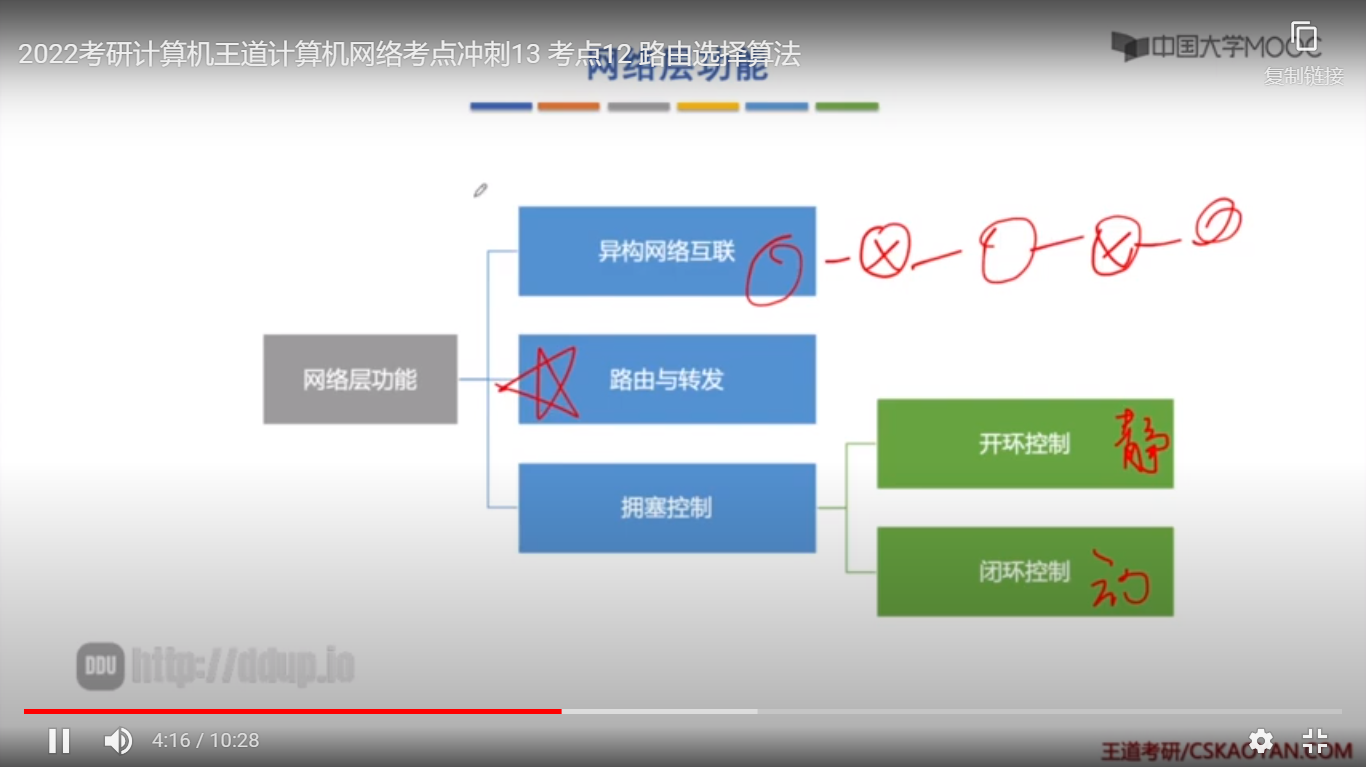 2022考研计算机王道计算机网络考点冲刺13 考点12 路由选择算法
网络层功能
中国大学MOOC
复制链接
异构网络互联
网络层功能
路由与转发
开环控制 静
拥塞控制
闭环控制 动
DDU http://ddup.io
4:16 / 10:28
王道考研/CSKAOYAN.COM